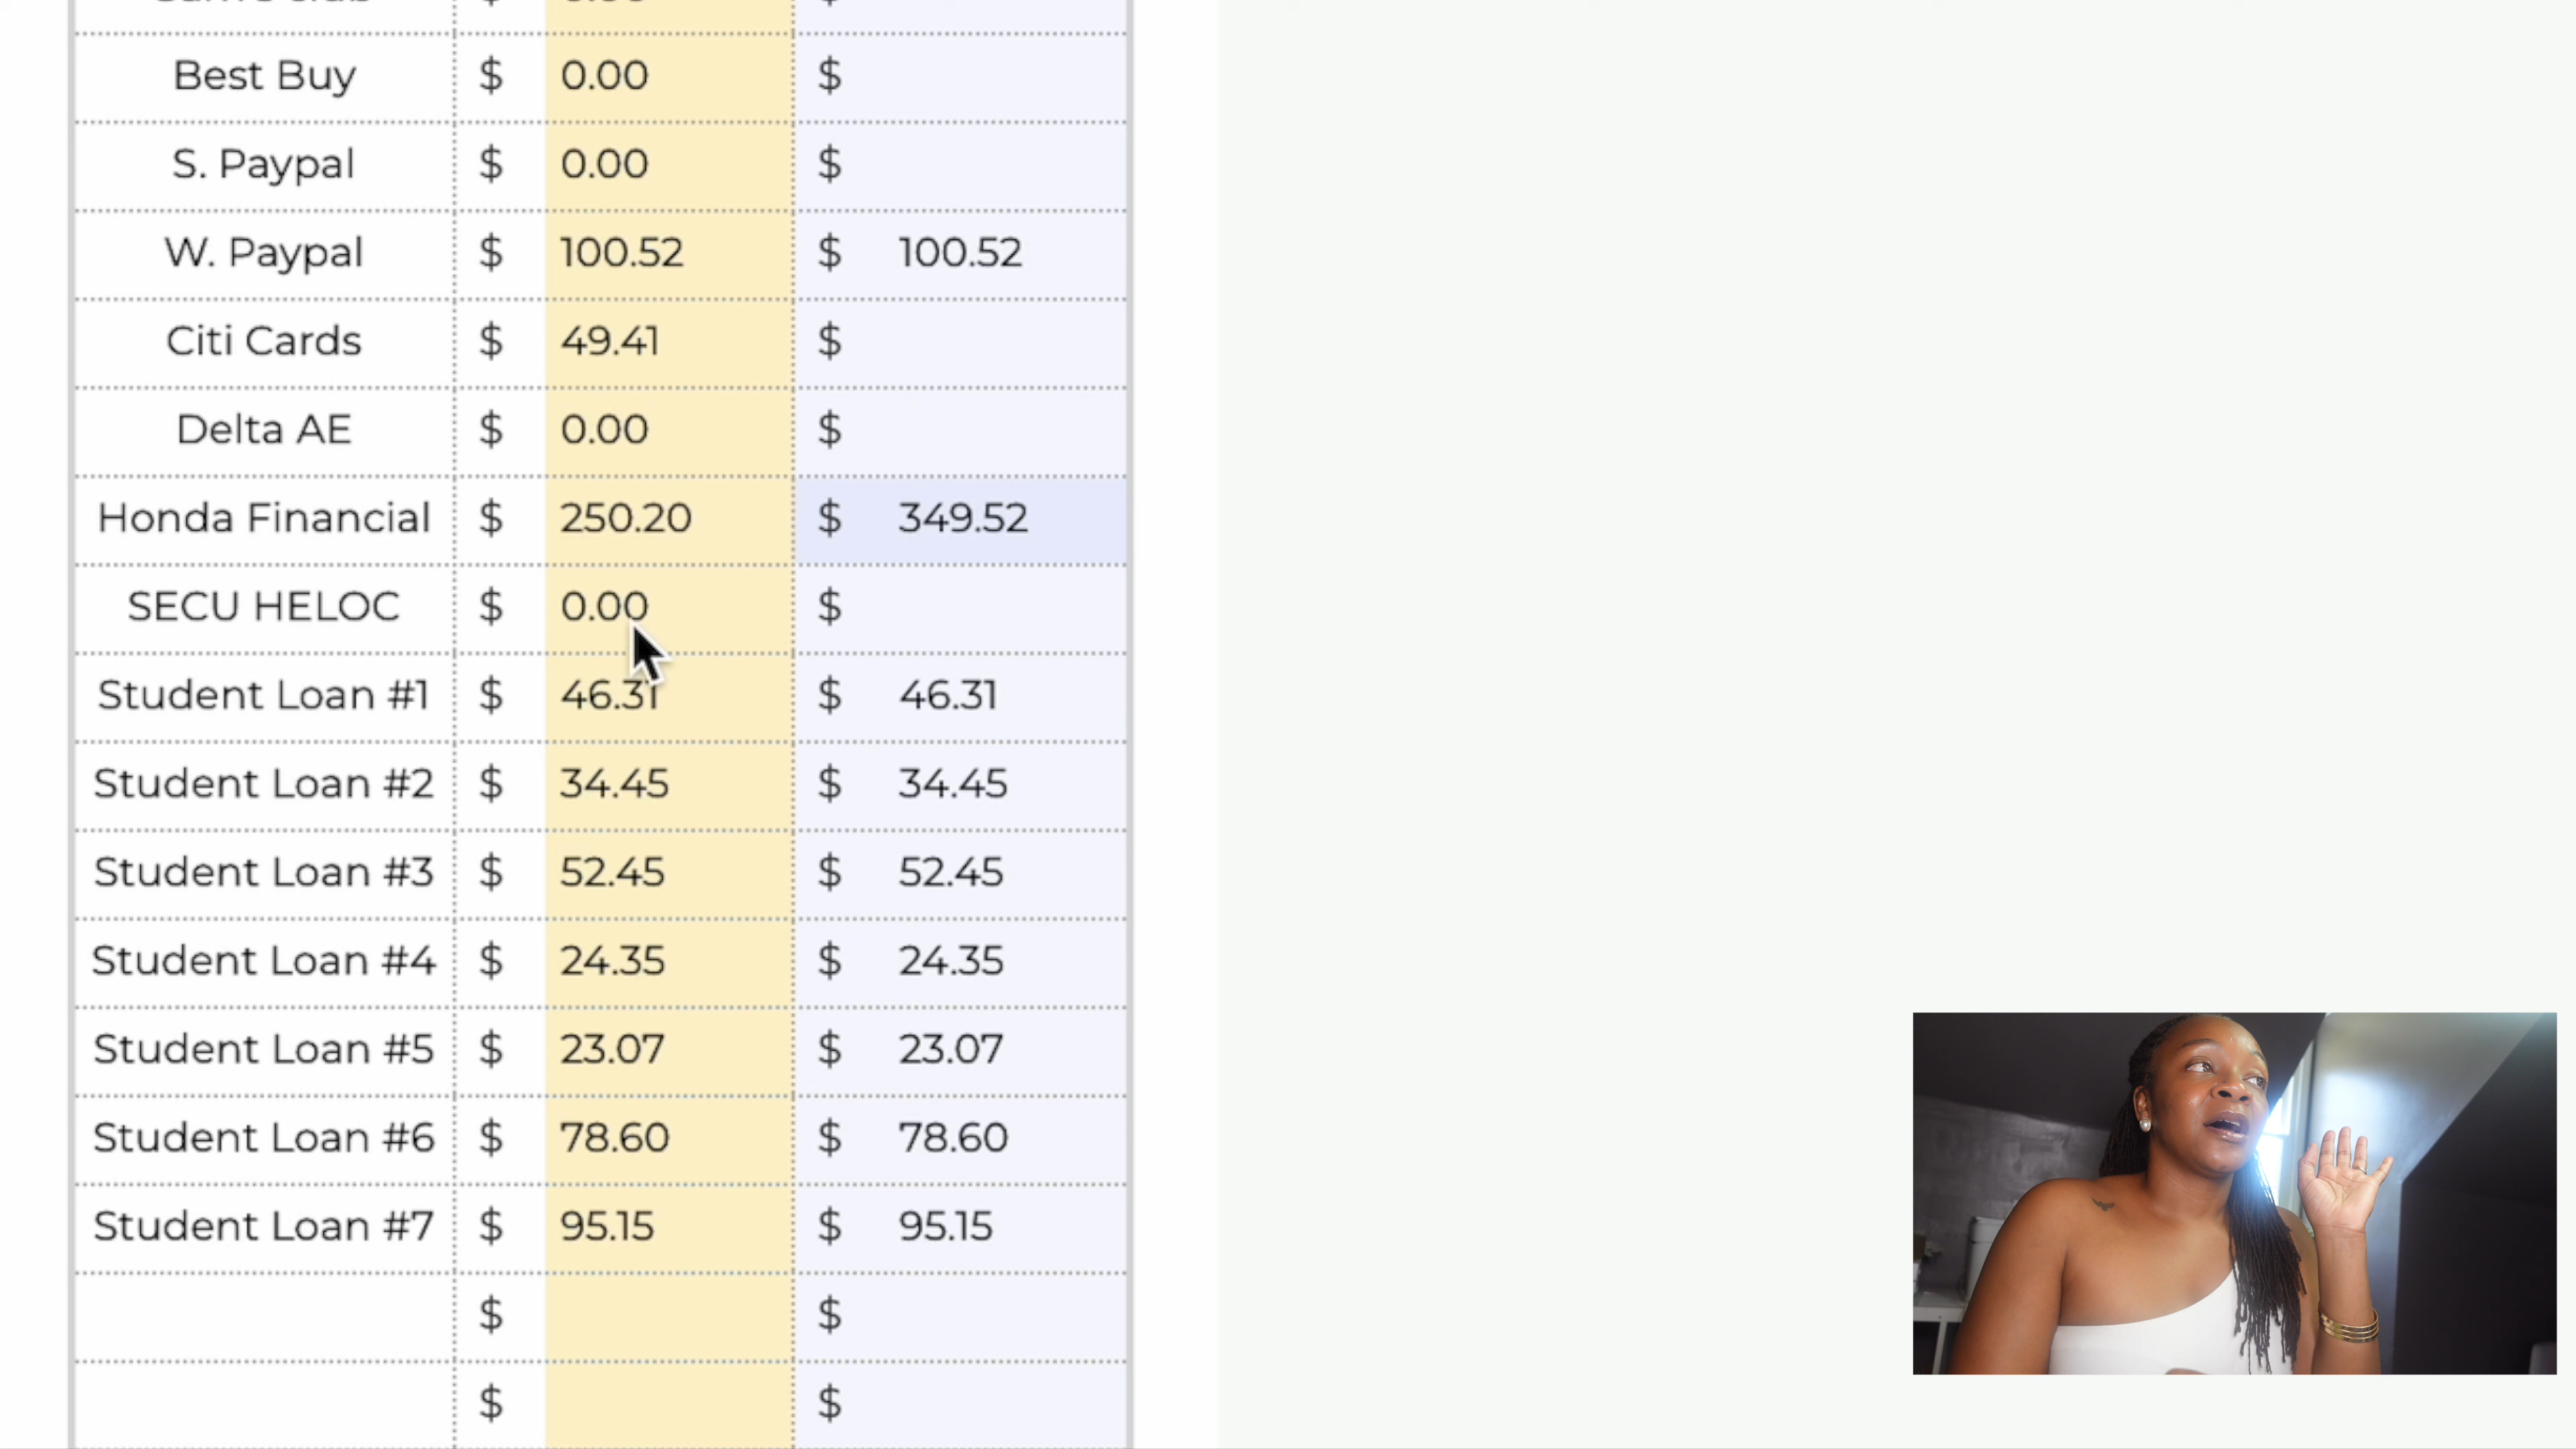 Best Buy $ 0.00 $
S. Paypal $ 0.00 $
W. Paypal $ 100.52 $ 100.52
Citi Cards $ 49.41 $
Delta AE $ 0.00 $
Honda Financial $ 250.20 $ 349.52
SECU HELOC $ 0.00 $
Student Loan #1 $ 46.31 $ 46.31
Student Loan #2 $ 34.45 $ 34.45
Student Loan #3 $ 52.45 $ 52.45
Student Loan #4 $ 24.35 $ 24.35
Student Loan #5 $ 23.07 $ 23.07
Student Loan #6 $ 78.60 $ 78.60
Student Loan #7 $ 95.15 $ 95.15
$ $
$ $